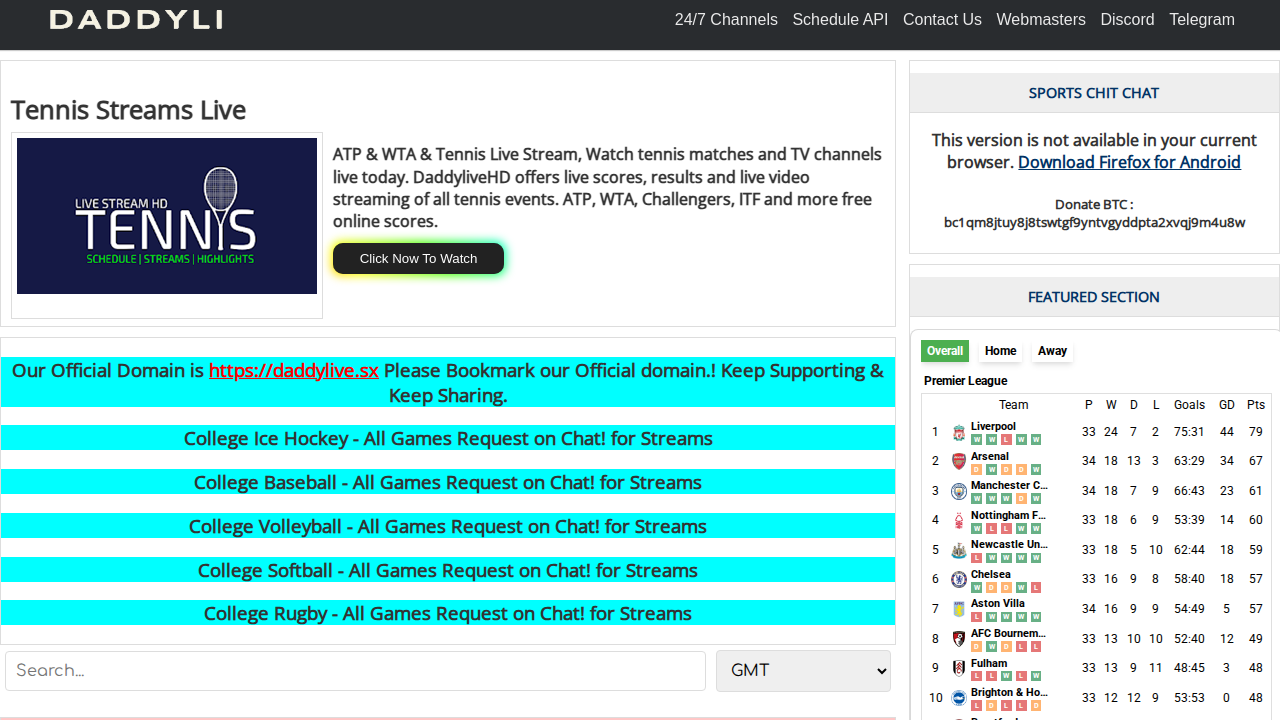 DADDYLI
24/7 Channels Schedule API Contact Us Webmasters Discord Telegram
Tennis Streams Live
LIVE STREAM HD
TENNIS
SCHEDULE | STREAMS | HIGHLIGHTS
ATP & WTA & Tennis Live Stream, Watch tennis matches and TV channels
live today. DaddyliveHD offers live scores, results and live video
streaming of all tennis events. ATP, WTA, Challengers, ITF and more free
online scores.
Click Now To Watch
Our Official Domain is https://daddylive.sx Please Bookmark our Official domain.! Keep Supporting &
Keep Sharing.
College Ice Hockey - All Games Request on Chat! for Streams
College Baseball - All Games Request on Chat! for Streams
College Volleyball - All Games Request on Chat! for Streams
College Softball - All Games Request on Chat! for Streams
College Rugby - All Games Request on Chat! for Streams
Search...
GMT
SPORTS CHIT CHAT
This version is not available in your current
browser. Download Firefox for Android
Donate BTC :
bc1qm8jtuy8j8tswtgf9yntvgyddpta2xvqj9m4u8w
FEATURED SECTION
Overall Home Away
Premier League
Team P W D L Goals GD Pts
1 Liverpool 33 24 7 2 75:31 44 79
W W L W W
2 Arsenal 34 18 13 3 63:29 34 67
D W D D W
3 Manchester C... 34 18 7 9 66:43 23 61
W W W D W
4 Nottingham F... 33 18 6 9 53:39 14 60
W L L W W
5 Newcastle Un... 33 18 5 10 62:44 18 59
L W W W W
6 Chelsea 33 16 9 8 58:40 18 57
W D D W L
7 Aston Villa 34 16 9 9 54:49 5 57
L W W W W
8 AFC Bournem... 33 13 10 10 52:40 12 49
D W D L L
9 Fulham 33 13 9 11 48:45 3 48
L L W L W
10 Brighton & Ho... 33 12 12 9 53:53 0 48
L D L L D